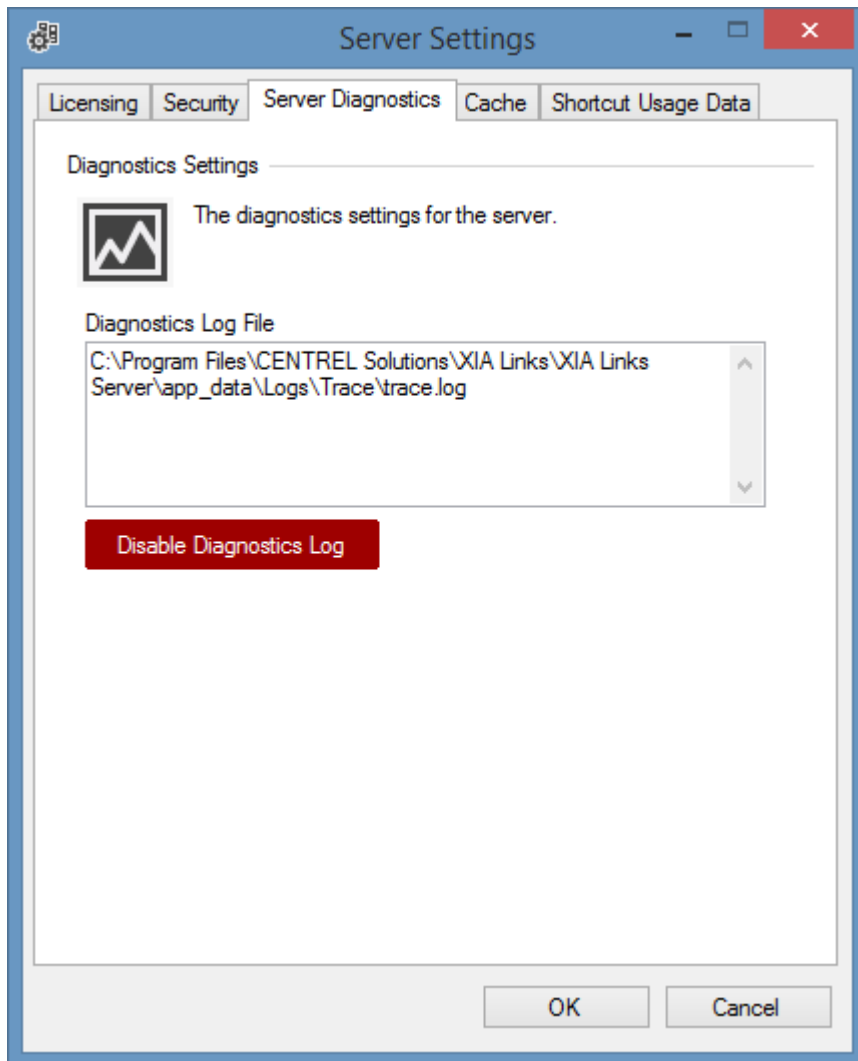 Server Settings
Licensing Security Server Diagnostics Cache Shortcut Usage Data
Diagnostics Settings
The diagnostics settings for the server.
Diagnostics Log File
C:\Program Files\CENTREL Solutions\XIA Links\XIA Links
Server\app_data\Logs\Trace\trace.log
Disable Diagnostics Log
OK Cancel